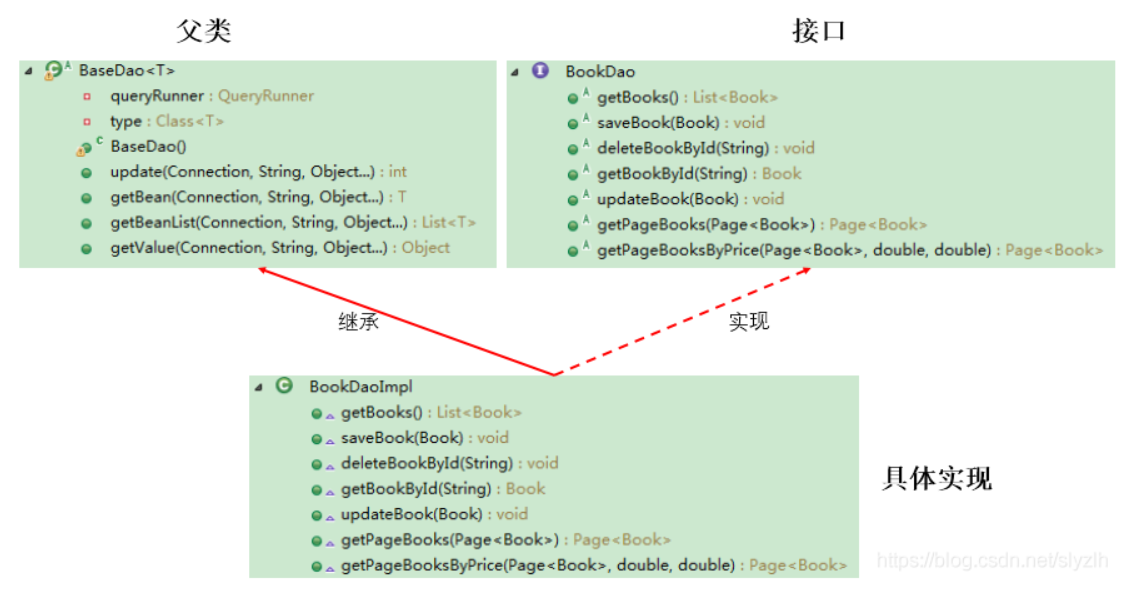 父类
接口
BaseDao<T>
queryRunner : QueryRunner
type : Class<T>
BaseDao()
update(Connection, String, Object...) : int
getBean(Connection, String, Object...) : T
getBeanList(Connection, String, Object...) : List<T>
getValue(Connection, String, Object...) : Object
BookDao
getBooks() : List<Book>
saveBook(Book) : void
deleteBookById(String) : void
getBookById(String) : Book
updateBook(Book) : void
getPageBooks(Page<Book>) : Page<Book>
getPageBooksByPrice(Page<Book>, double, double) : Page<Book>
继承
实现
BookDaoImpl
getBooks() : List<Book>
saveBook(Book) : void
deleteBookById(String) : void
getBookById(String) : Book
updateBook(Book) : void
getPageBooks(Page<Book>) : Page<Book>
getPageBooksByPrice(Page<Book>, double, double) : Page<Book>
具体实现
https://blog.csdn.net/slyzlh